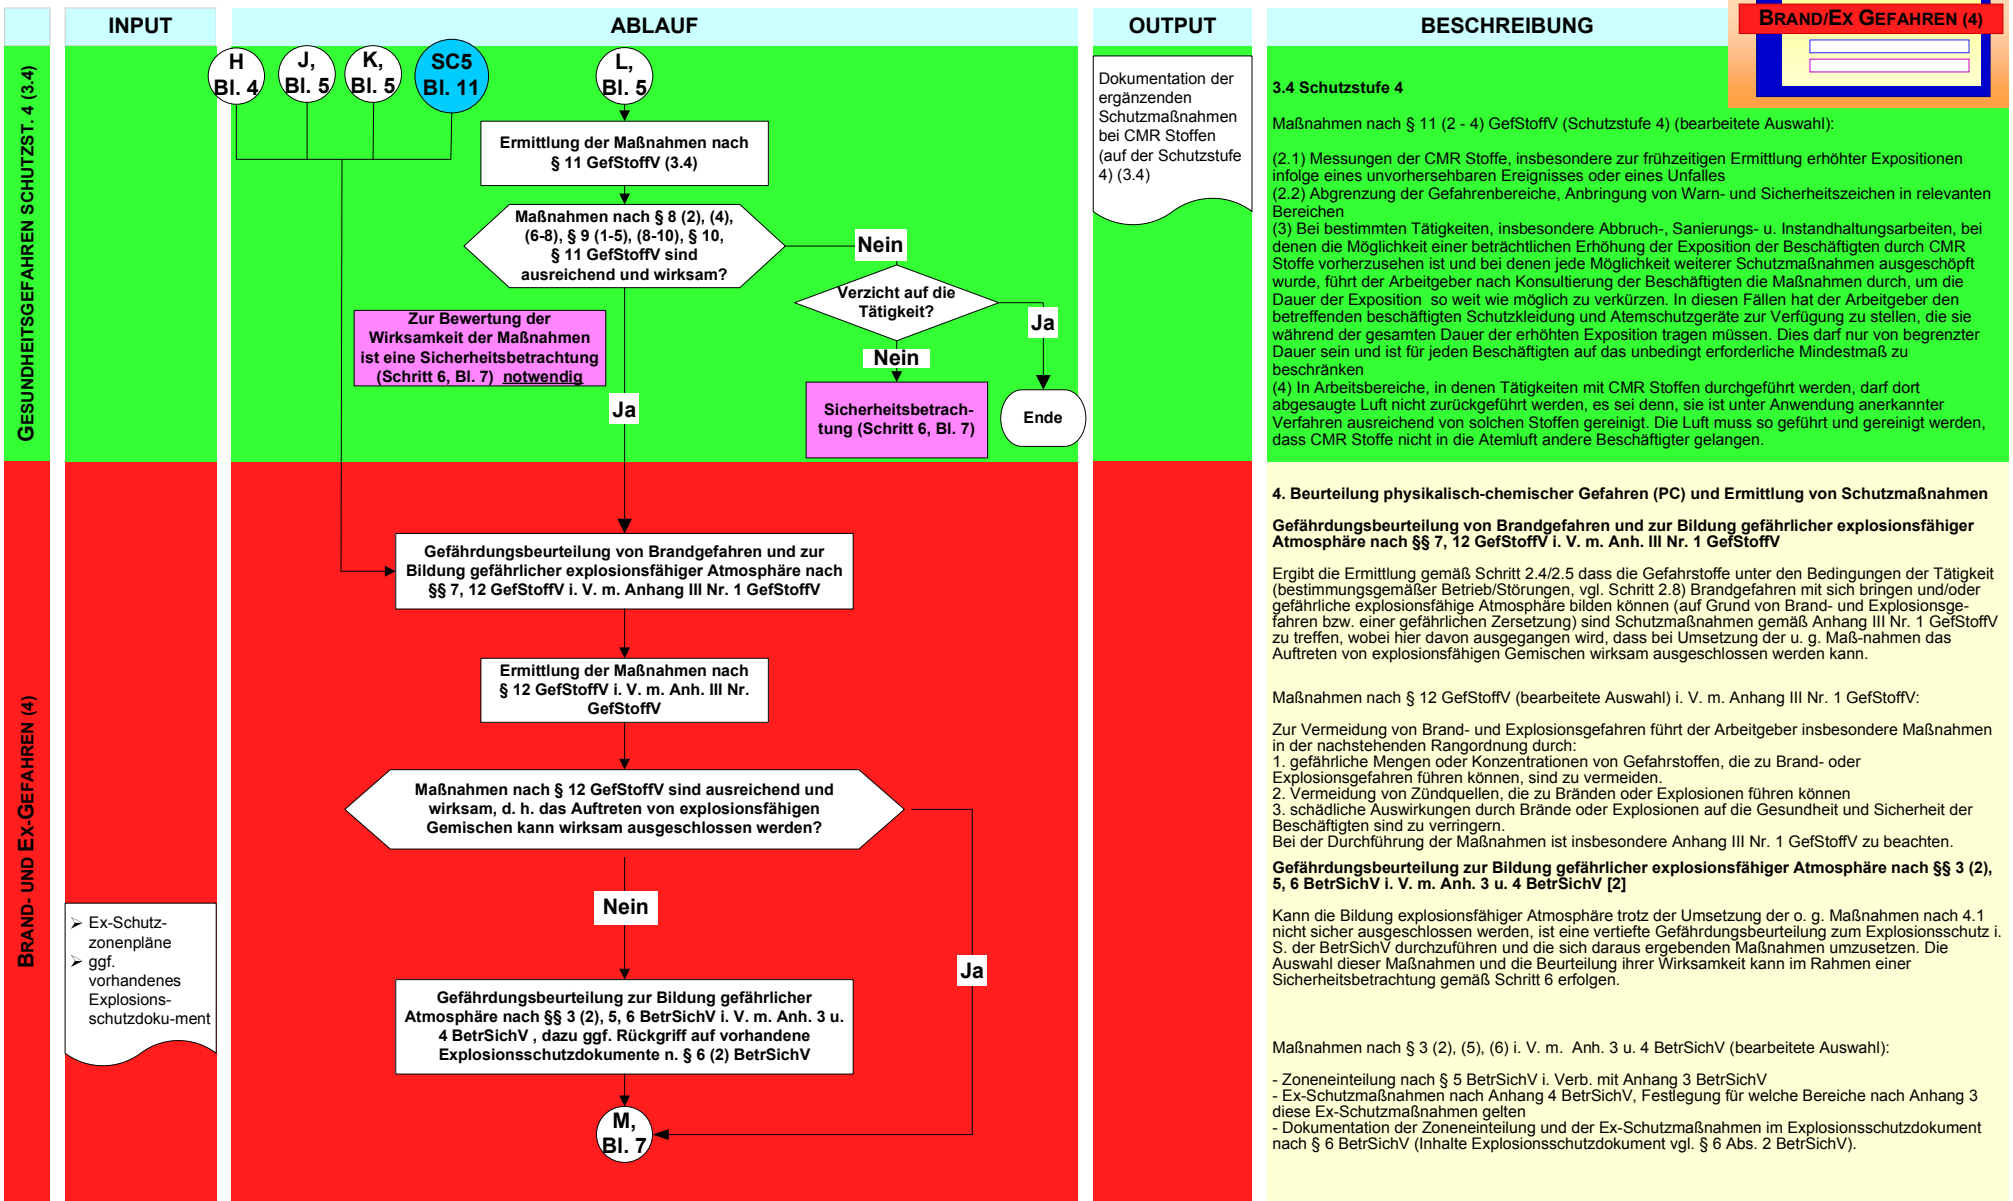 INPUT
ABLAUF
OUTPUT
BESCHREIBUNG
BRAND/EX GEFAHREN (4)
GESUNDHEITSGEFAHREN SCHUTZST. 4 (3.4)
H
Bl. 4
J,
Bl. 5
K,
Bl. 5
SC5
Bl. 11
L,
Bl. 5
Ermittlung der Maßnahmen nach
§ 11 GefStoffV (3.4)
Maßnahmen nach § 8 (2), (4),
(6-8), § 9 (1-5), (8-10), § 10,
§ 11 GefStoffV sind
ausreichend und wirksam?
Nein
Verzicht auf die
Tätigkeit?
Ja
Nein
Zur Bewertung der
Wirksamkeit der Maßnahmen
ist eine Sicherheitsbetrachtung
(Schritt 6, Bl. 7) notwendig
Ja
Sicherheitsbetrach-
tung (Schritt 6, Bl. 7)
Ende
Dokumentation der
ergänzenden
Schutzmaßnahmen
bei CMR Stoffen
(auf der Schutzstufe
4) (3.4)
3.4 Schutzstufe 4
Maßnahmen nach § 11 (2 - 4) GefStoffV (Schutzstufe 4) (bearbeitete Auswahl):
(2.1) Messungen der CMR Stoffe, insbesondere zur frühzeitigen Ermittlung erhöhter Expositionen
infolge eines unvorhersehbaren Ereignisses oder eines Unfalles
(2.2) Abgrenzung der Gefahrenbereiche, Anbringung von Warn- und Sicherheitszeichen in relevanten
Bereichen
(3) Bei bestimmten Tätigkeiten, insbesondere Abbruch-, Sanierungs- u. Instandhaltungsarbeiten, bei
denen die Möglichkeit einer beträchtlichen Erhöhung der Exposition der Beschäftigten durch CMR
Stoffe vorherzusehen ist und bei denen jede Möglichkeit weiterer Schutzmaßnahmen ausgeschöpft
wurde, führt der Arbeitgeber nach Konsultierung der Beschäftigten die Maßnahmen durch, um die
Dauer der Exposition so weit wie möglich zu verkürzen. In diesen Fällen hat der Arbeitgeber den
betreffenden beschäftigten Schutzkleidung und Atemschutzgeräte zur Verfügung zu stellen, die sie
während der gesamten Dauer der erhöhten Exposition tragen müssen. Dies darf nur von begrenzter
Dauer sein und ist für jeden Beschäftigten auf das unbedingt erforderliche Mindestmaß zu
beschränken
(4) In Arbeitsbereiche, in denen Tätigkeiten mit CMR Stoffen durchgeführt werden, darf dort
abgesaugte Luft nicht zurückgeführt werden, es sei denn, sie ist unter Anwendung anerkannter
Verfahren ausreichend von solchen Stoffen gereinigt. Die Luft muss so geführt und gereinigt werden,
dass CMR Stoffe nicht in die Atemluft andere Beschäftigter gelangen.
BRAND- UND EX-GEFAHREN (4)
➢ Ex-Schutz-
zonenpläne
➢ ggf.
vorhandenes
Explosions-
schutzdoku-ment
Gefährdungsbeurteilung von Brandgefahren und zur
Bildung gefährlicher explosionsfähiger Atmosphäre nach
§§ 7, 12 GefStoffV i. V. m. Anhang III Nr. 1 GefStoffV
Ermittlung der Maßnahmen nach
§ 12 GefStoffV i. V. m. Anh. III Nr.
GefStoffV
Maßnahmen nach § 12 GefStoffV sind ausreichend und
wirksam, d. h. das Auftreten von explosionsfähigen
Gemischen kann wirksam ausgeschlossen werden?
Nein
Ja
Gefährdungsbeurteilung zur Bildung gefährlicher
Atmosphäre nach §§ 3 (2), 5, 6 BetrSichV i. V. m. Anh. 3 u.
4 BetrSichV , dazu ggf. Rückgriff auf vorhandene
Explosionsschutzdokumente n. § 6 (2) BetrSichV
M,
Bl. 7
4. Beurteilung physikalisch-chemischer Gefahren (PC) und Ermittlung von Schutzmaßnahmen
Gefährdungsbeurteilung von Brandgefahren und zur Bildung gefährlicher explosionsfähiger
Atmosphäre nach §§ 7, 12 GefStoffV i. V. m. Anh. III Nr. 1 GefStoffV
Ergibt die Ermittlung gemäß Schritt 2.4/2.5 dass die Gefahrstoffe unter den Bedingungen der Tätigkeit
(bestimmungsgemäßer Betrieb/Störungen, vgl. Schritt 2.8) Brandgefahren mit sich bringen und/oder
gefährliche explosionsfähige Atmosphäre bilden können (auf Grund von Brand- und Explosionsge-
fahren bzw. einer gefährlichen Zersetzung) sind Schutzmaßnahmen gemäß Anhang III Nr. 1 GefStoffV
zu treffen, wobei hier davon ausgegangen wird, dass bei Umsetzung der u. g. Maß-nahmen das
Auftreten von explosionsfähigen Gemischen wirksam ausgeschlossen werden kann.
Maßnahmen nach § 12 GefStoffV (bearbeitete Auswahl) i. V. m. Anhang III Nr. 1 GefStoffV:
Zur Vermeidung von Brand- und Explosionsgefahren führt der Arbeitgeber insbesondere Maßnahmen
in der nachstehenden Rangordnung durch:
1. gefährliche Mengen oder Konzentrationen von Gefahrstoffen, die zu Brand- oder
Explosionsgefahren führen können, sind zu vermeiden.
2. Vermeidung von Zündquellen, die zu Bränden oder Explosionen führen können
3. schädliche Auswirkungen durch Brände oder Explosionen auf die Gesundheit und Sicherheit der
Beschäftigten sind zu verringern.
Bei der Durchführung der Maßnahmen ist insbesondere Anhang III Nr. 1 GefStoffV zu beachten.
Gefährdungsbeurteilung zur Bildung gefährlicher explosionsfähiger Atmosphäre nach §§ 3 (2),
5, 6 BetrSichV i. V. m. Anh. 3 u. 4 BetrSichV [2]
Kann die Bildung explosionsfähiger Atmosphäre trotz der Umsetzung der o. g. Maßnahmen nach 4.1
nicht sicher ausgeschlossen werden, ist eine vertiefte Gefährdungsbeurteilung zum Explosionsschutz i.
S. der BetrSichV durchzuführen und die sich daraus ergebenden Maßnahmen umzusetzen. Die
Auswahl dieser Maßnahmen und die Beurteilung ihrer Wirksamkeit kann im Rahmen einer
Sicherheitsbetrachtung gemäß Schritt 6 erfolgen.
Maßnahmen nach § 3 (2), (5), (6) i. V. m. Anh. 3 u. 4 BetrSichV (bearbeitete Auswahl):
- Zoneneinteilung nach § 5 BetrSichV i. Verb. mit Anhang 3 BetrSichV
- Ex-Schutzmaßnahmen nach Anhang 4 BetrSichV, Festlegung für welche Bereiche nach Anhang 3
diese Ex-Schutzmaßnahmen gelten
- Dokumentation der Zoneneinteilung und der Ex-Schutzmaßnahmen im Explosionsschutzdokument
nach § 6 BetrSichV (Inhalte Explosionsschutzdokument vgl. § 6 Abs. 2 BetrSichV).